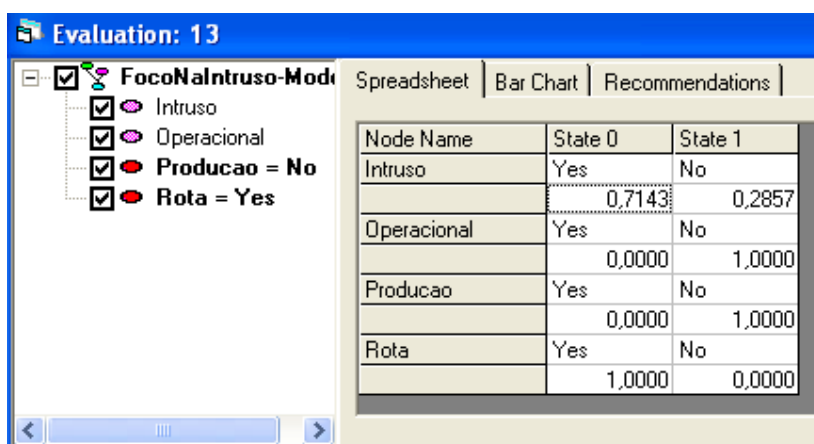 Evaluation: 13
FocoNaIntruso-Mode
Intruso
Operacional
Producao = No
Rota = Yes
Spreadsheet Bar Chart Recommendations
Node Name State 0 State 1
Intruso Yes No
0,7143 0,2857
Operacional Yes No
0,0000 1,0000
Producao Yes No
0,0000 1,0000
Rota Yes No
1,0000 0,0000